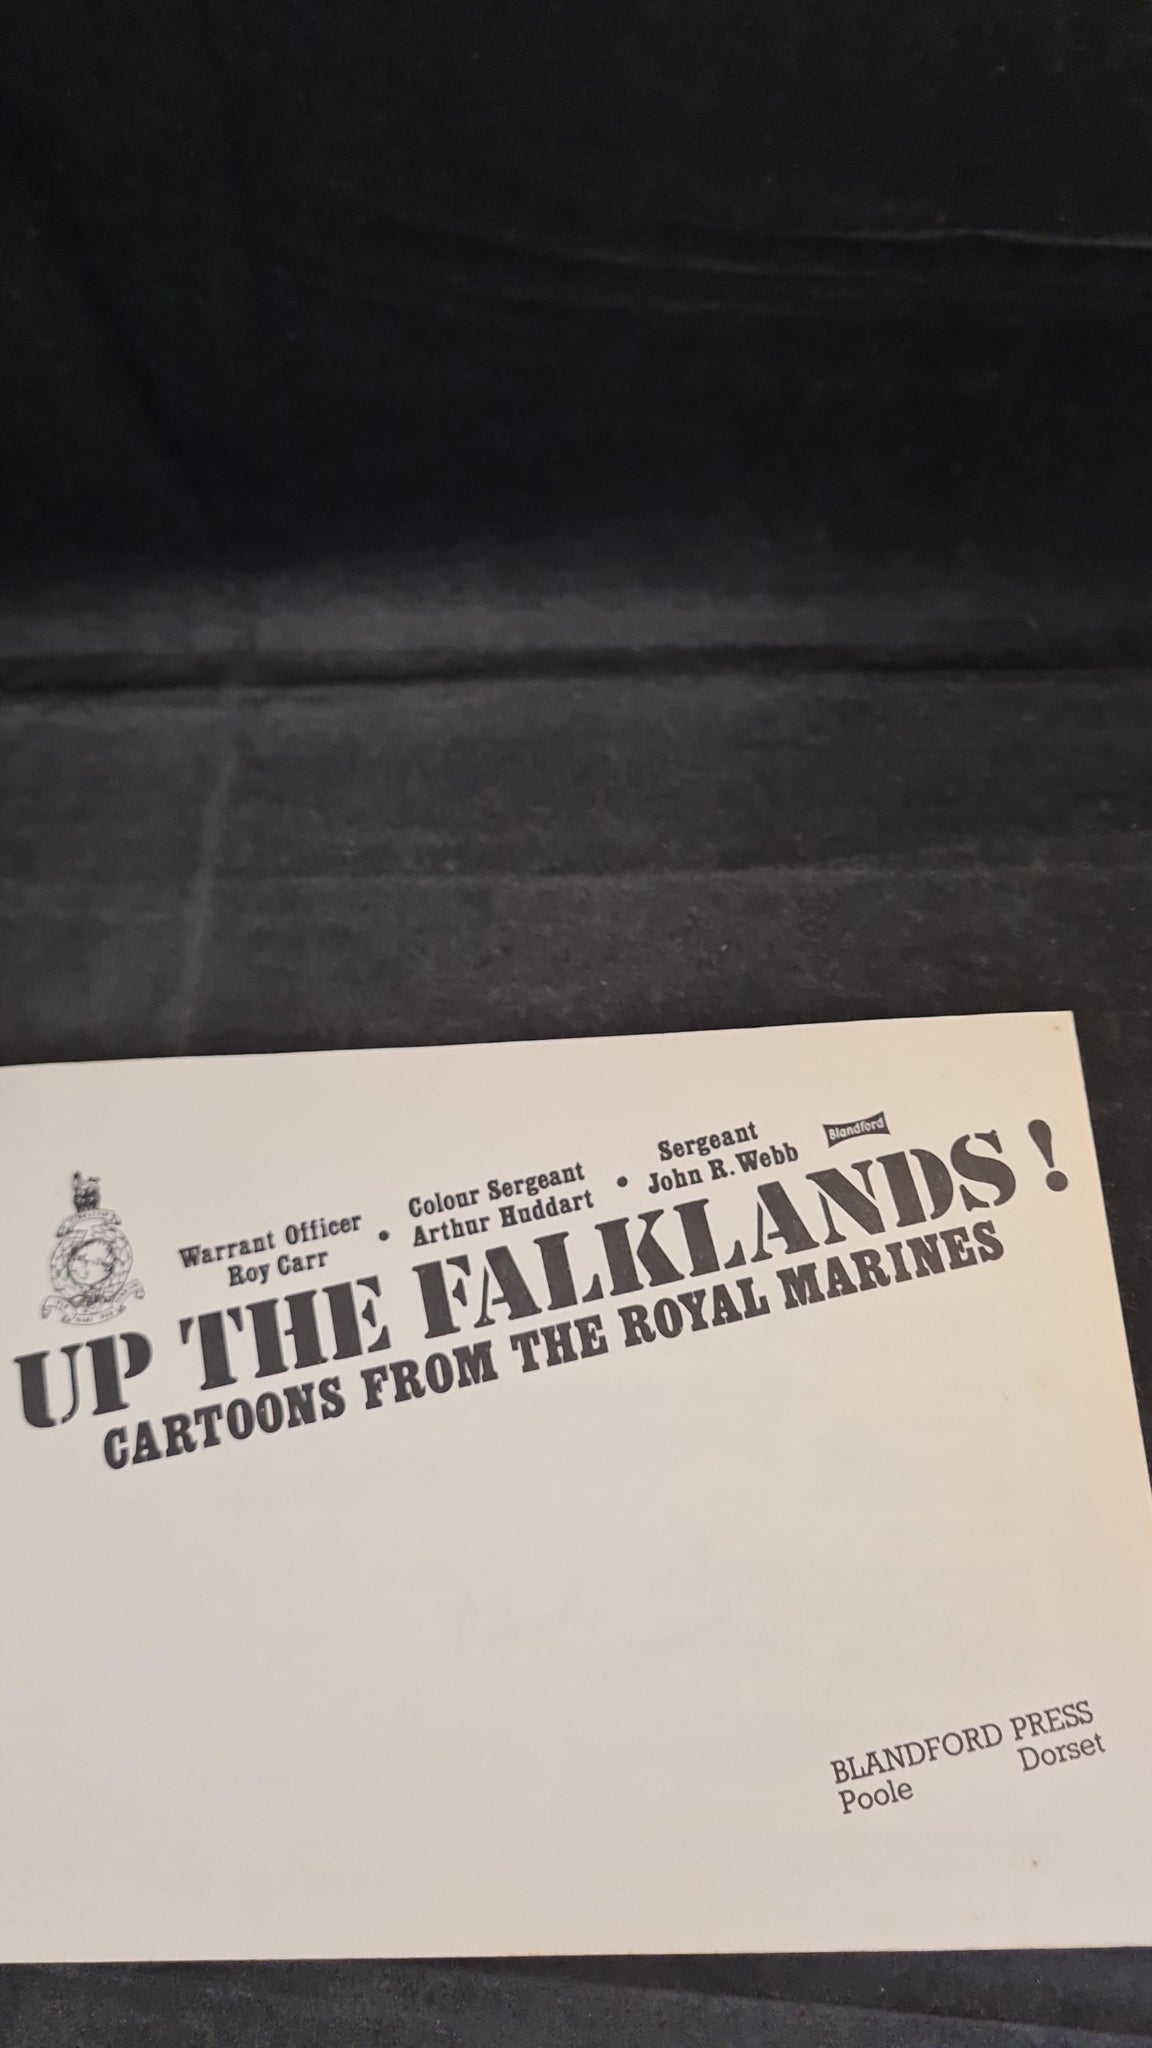 Warrant Officer
Roy Carr
•
Colour Sergeant
Arthur Huddart
•
Sergeant
John R. Webb
Blandford
UP THE FALKLANDS!
CARTOONS FROM THE ROYAL MARINES
BLANDFORD PRESS
Poole Dorset